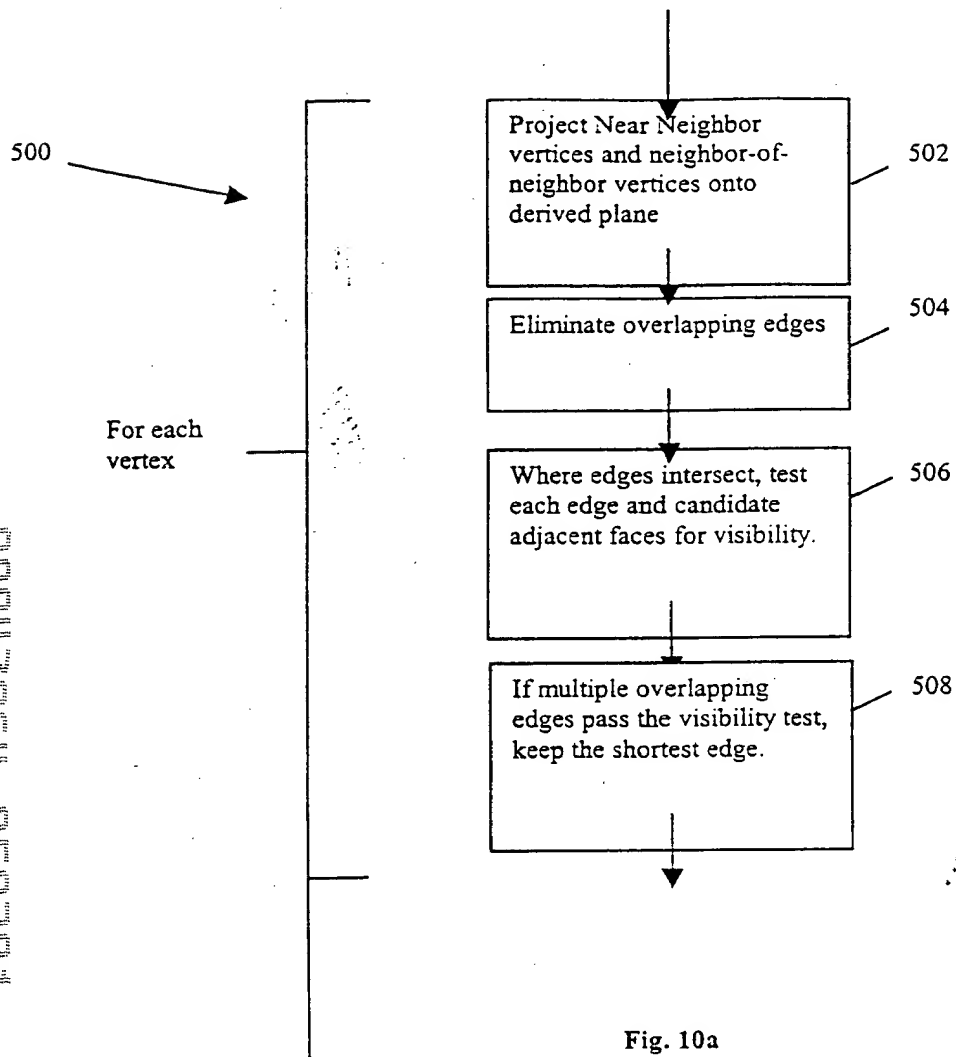 500
Project Near Neighbor
vertices and neighbor-of-
neighbor vertices onto
derived plane
502
Eliminate overlapping edges
504
For each
vertex
Where edges intersect, test
each edge and candidate
adjacent faces for visibility.
506
If multiple overlapping
edges pass the visibility test,
keep the shortest edge.
508
Fig. 10a